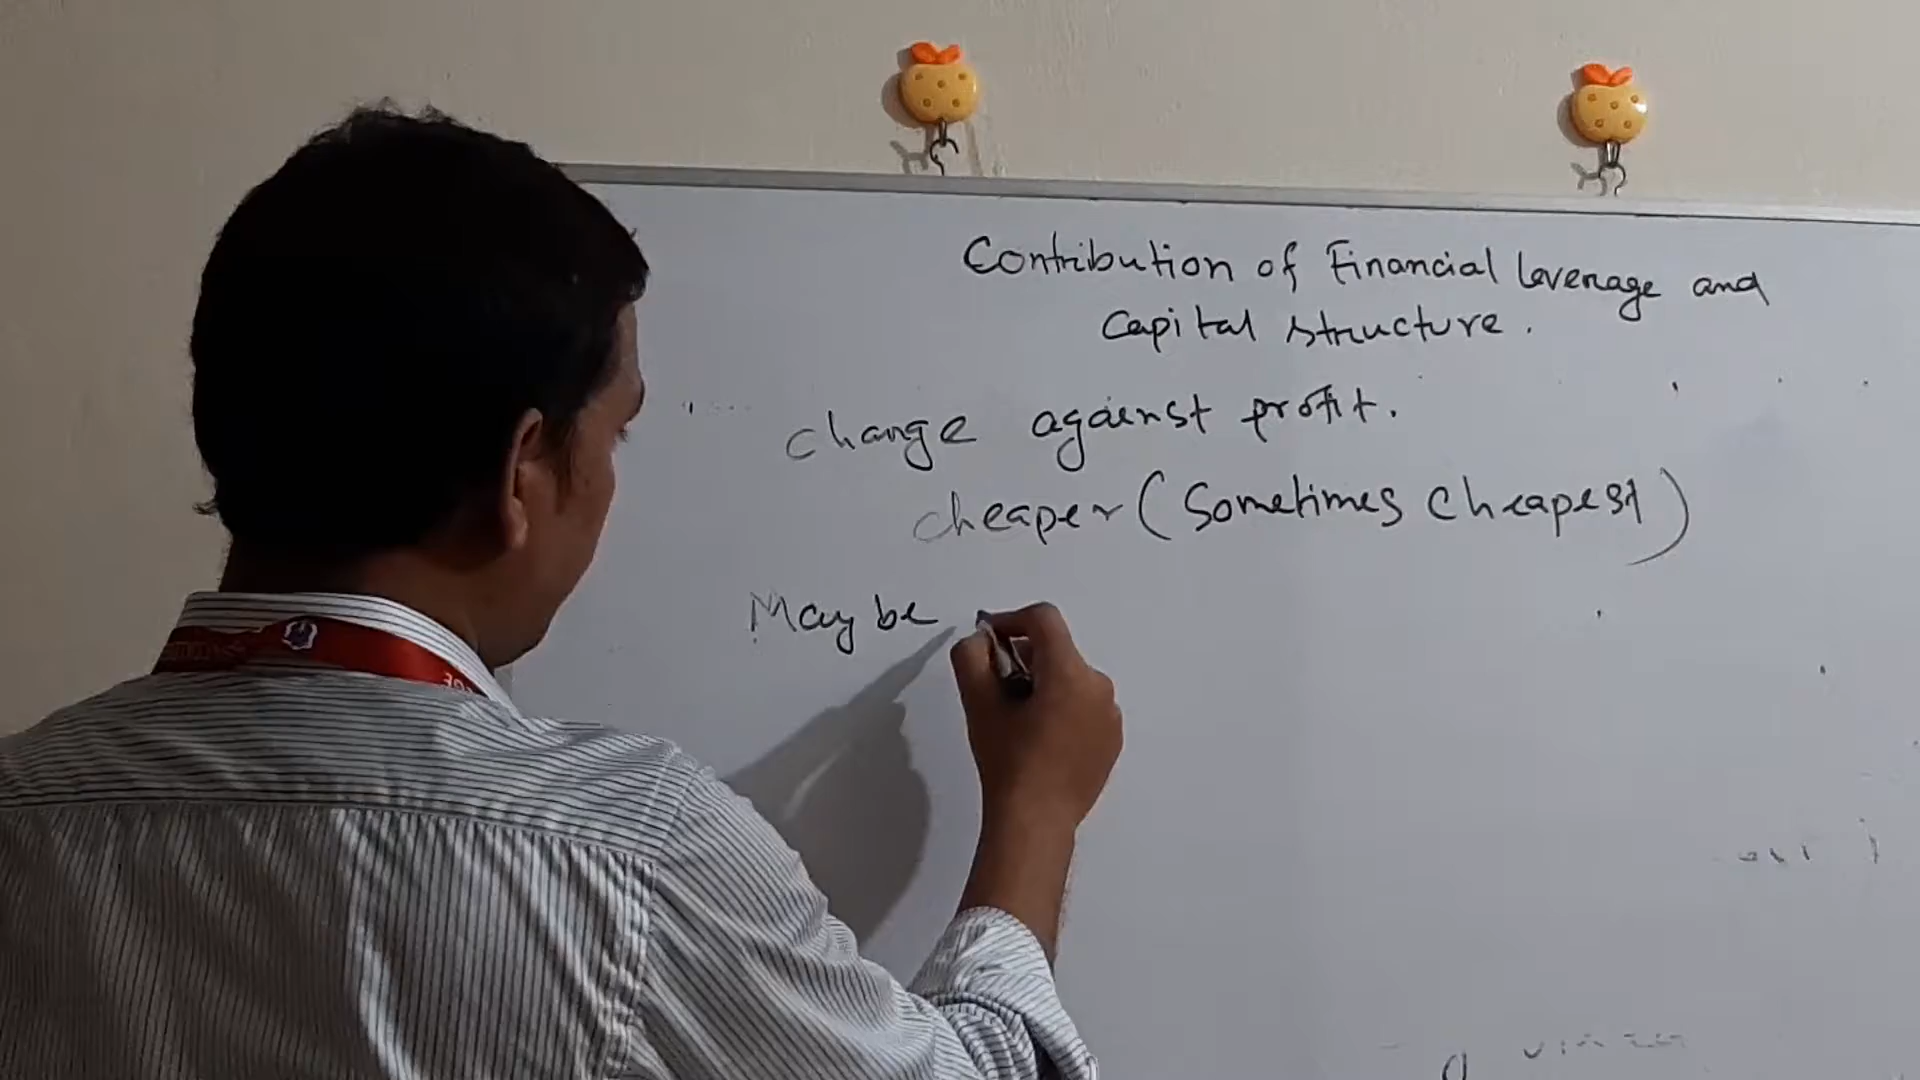 Contribution of Financial leverage and
Capital structure.
change against profit.
cheaper (Sometimes Cheapest)
May be